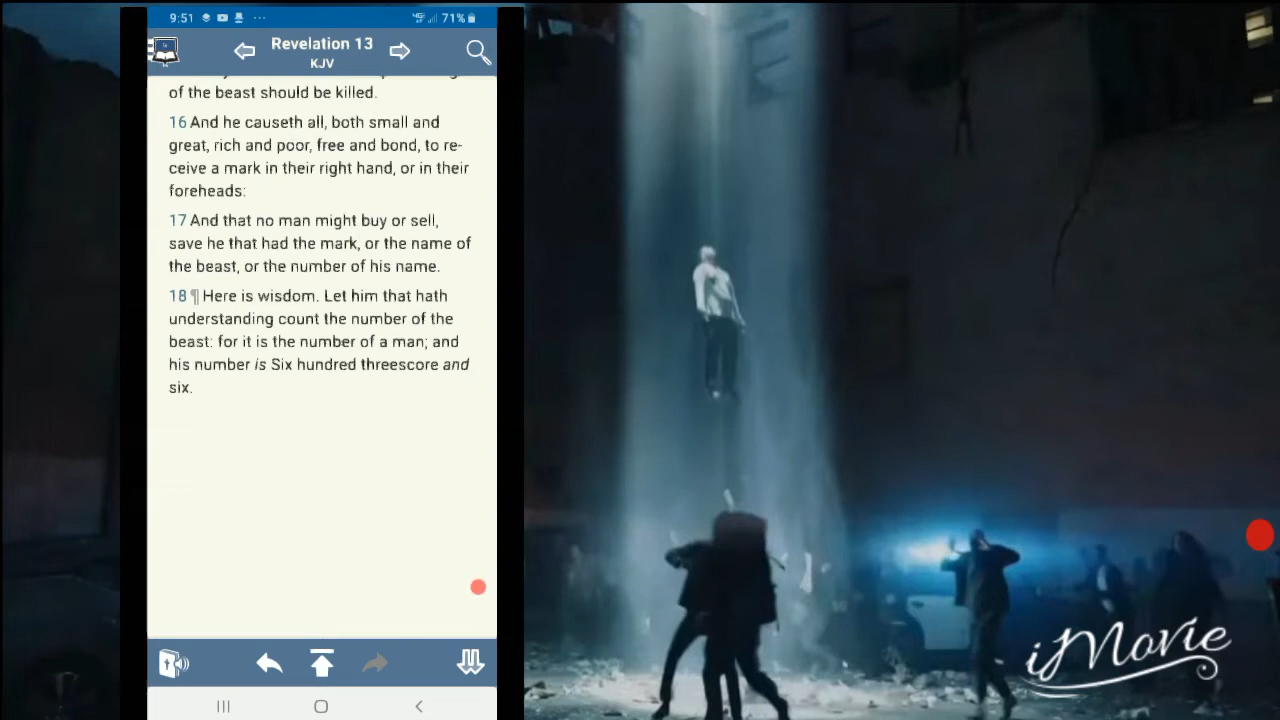 9:51
71%
Revelation 13
KJV
of the beast should be killed.
16 And he causeth all, both small and
great, rich and poor, free and bond, to re-
ceive a mark in their right hand, or in their
foreheads:
17 And that no man might buy or sell,
save he that had the mark, or the name of
the beast, or the number of his name.
18 ¶ Here is wisdom. Let him that hath
understanding count the number of the
beast: for it is the number of a man; and
his number is Six hundred threescore and
six.
iMovie